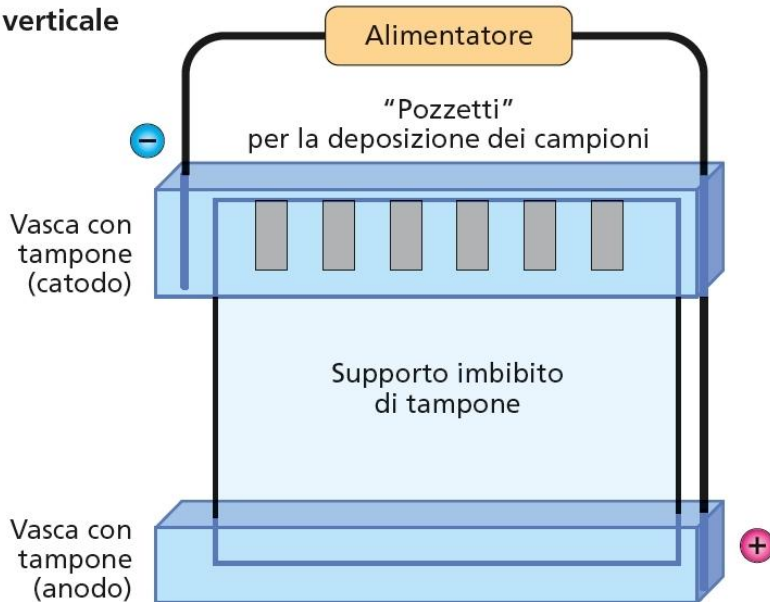 verticale
Alimentatore
“Pozzetti”
per la deposizione dei campioni
−
Vasca con
tampone
(catodo)
Supporto imbibito
di tampone
Vasca con
tampone
(anodo)
+